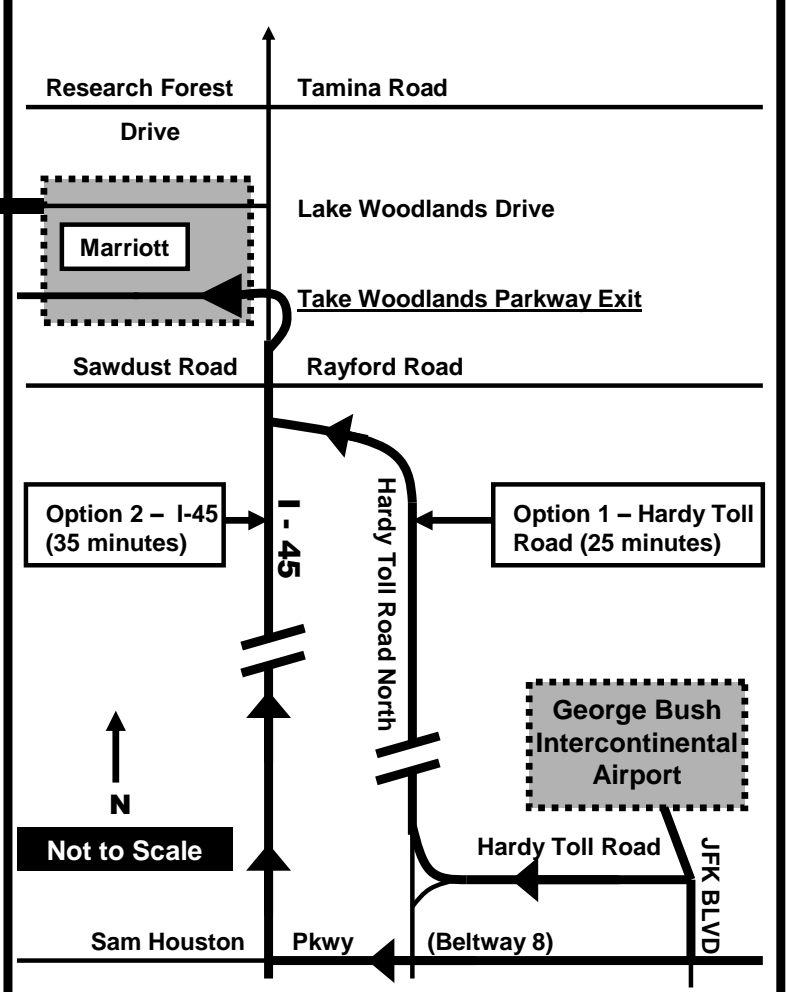 Research Forest
Tamina Road
Drive
Lake Woodlands Drive
Marriott
Take Woodlands Parkway Exit
Sawdust Road
Rayford Road
Option 2 – I-45
(35 minutes)
I - 45
Hardy Toll Road North
Option 1 – Hardy Toll
Road (25 minutes)
George Bush
Intercontinental
Airport
N
Not to Scale
Hardy Toll Road
JFK BLVD
Sam Houston
Pkwy
(Beltway 8)